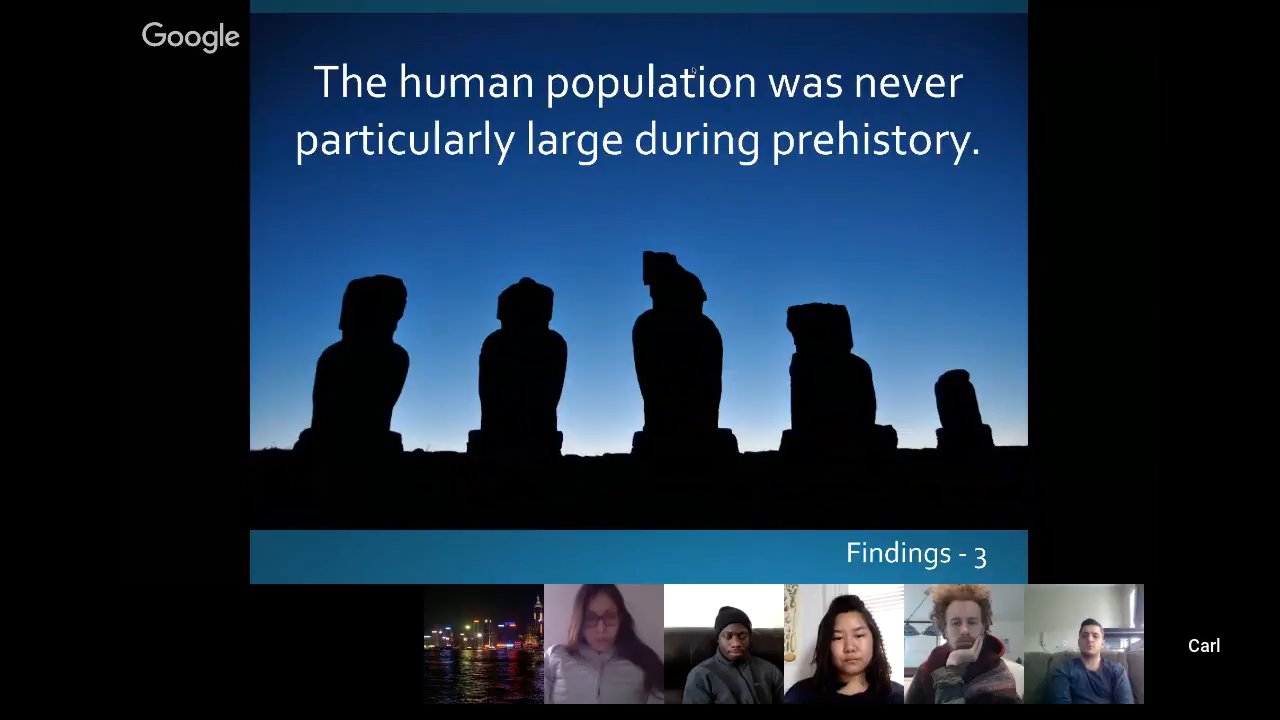 Google
The human population was never
particularly large during prehistory.
Findings - 3
Carl